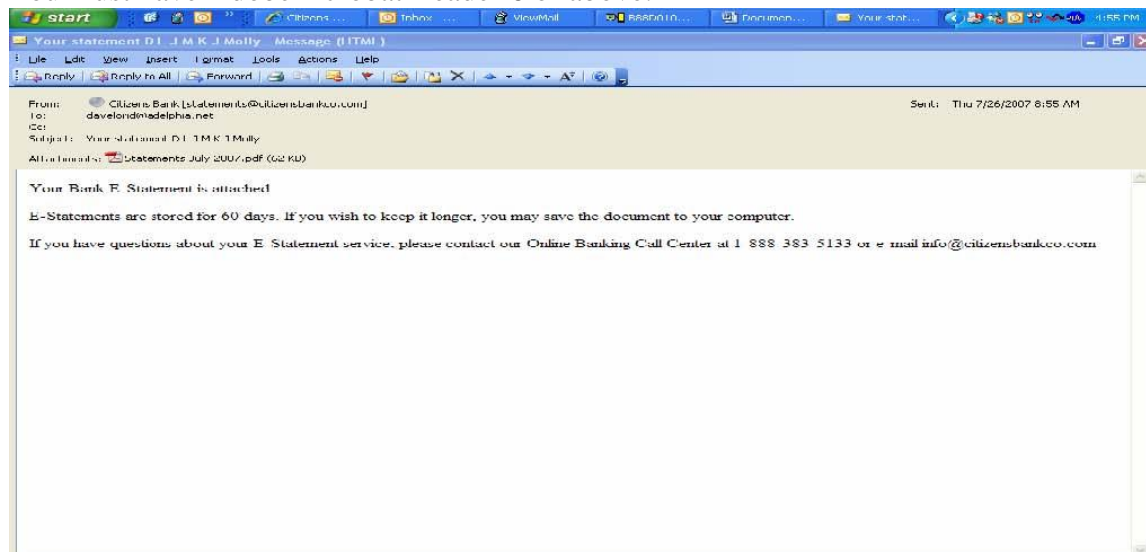 start Citizens ... Inbox ... ViewMail Documen... Your stat... 4:55 PM
Your statement D L J M K J Molly Message (HTML)
File Edit View Insert Format Tools Actions Help
Reply Reply to All Forward
From: Citizens Bank [statements@citizensbankco.com] Sent: Thu 7/26/2007 8:55 AM
To:
Cc:
Subject: Your statement D L J M K J Molly
Attachments: Statements July 2007.pdf (62 KB)
Your Bank E Statement is attached
E-Statements are stored for 60 days. If you wish to keep it longer, you may save the document to your computer.
If you have questions about your E Statement service, please contact our Online Banking Call Center at 1 888 383 5133 or e mail info@citizensbankco.com